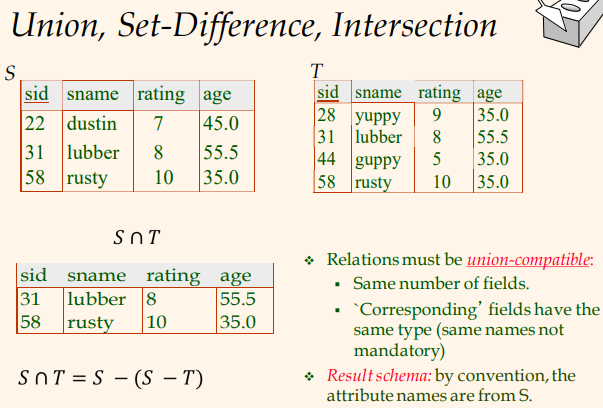 Union, Set-Difference, Intersection
S
sid sname rating age
22 dustin 7 45.0
31 lubber 8 55.5
58 rusty 10 35.0
T
sid sname rating age
28 yuppy 9 35.0
31 lubber 8 55.5
44 guppy 5 35.0
58 rusty 10 35.0
S ∩ T
sid sname rating age
31 lubber 8 55.5
58 rusty 10 35.0
S ∩ T = S − (S − T)
❖ Relations must be union-compatible:
▪ Same number of fields.
▪ `Corresponding’ fields have the
same type (same names not
mandatory)
❖ Result schema: by convention, the
attribute names are from S.